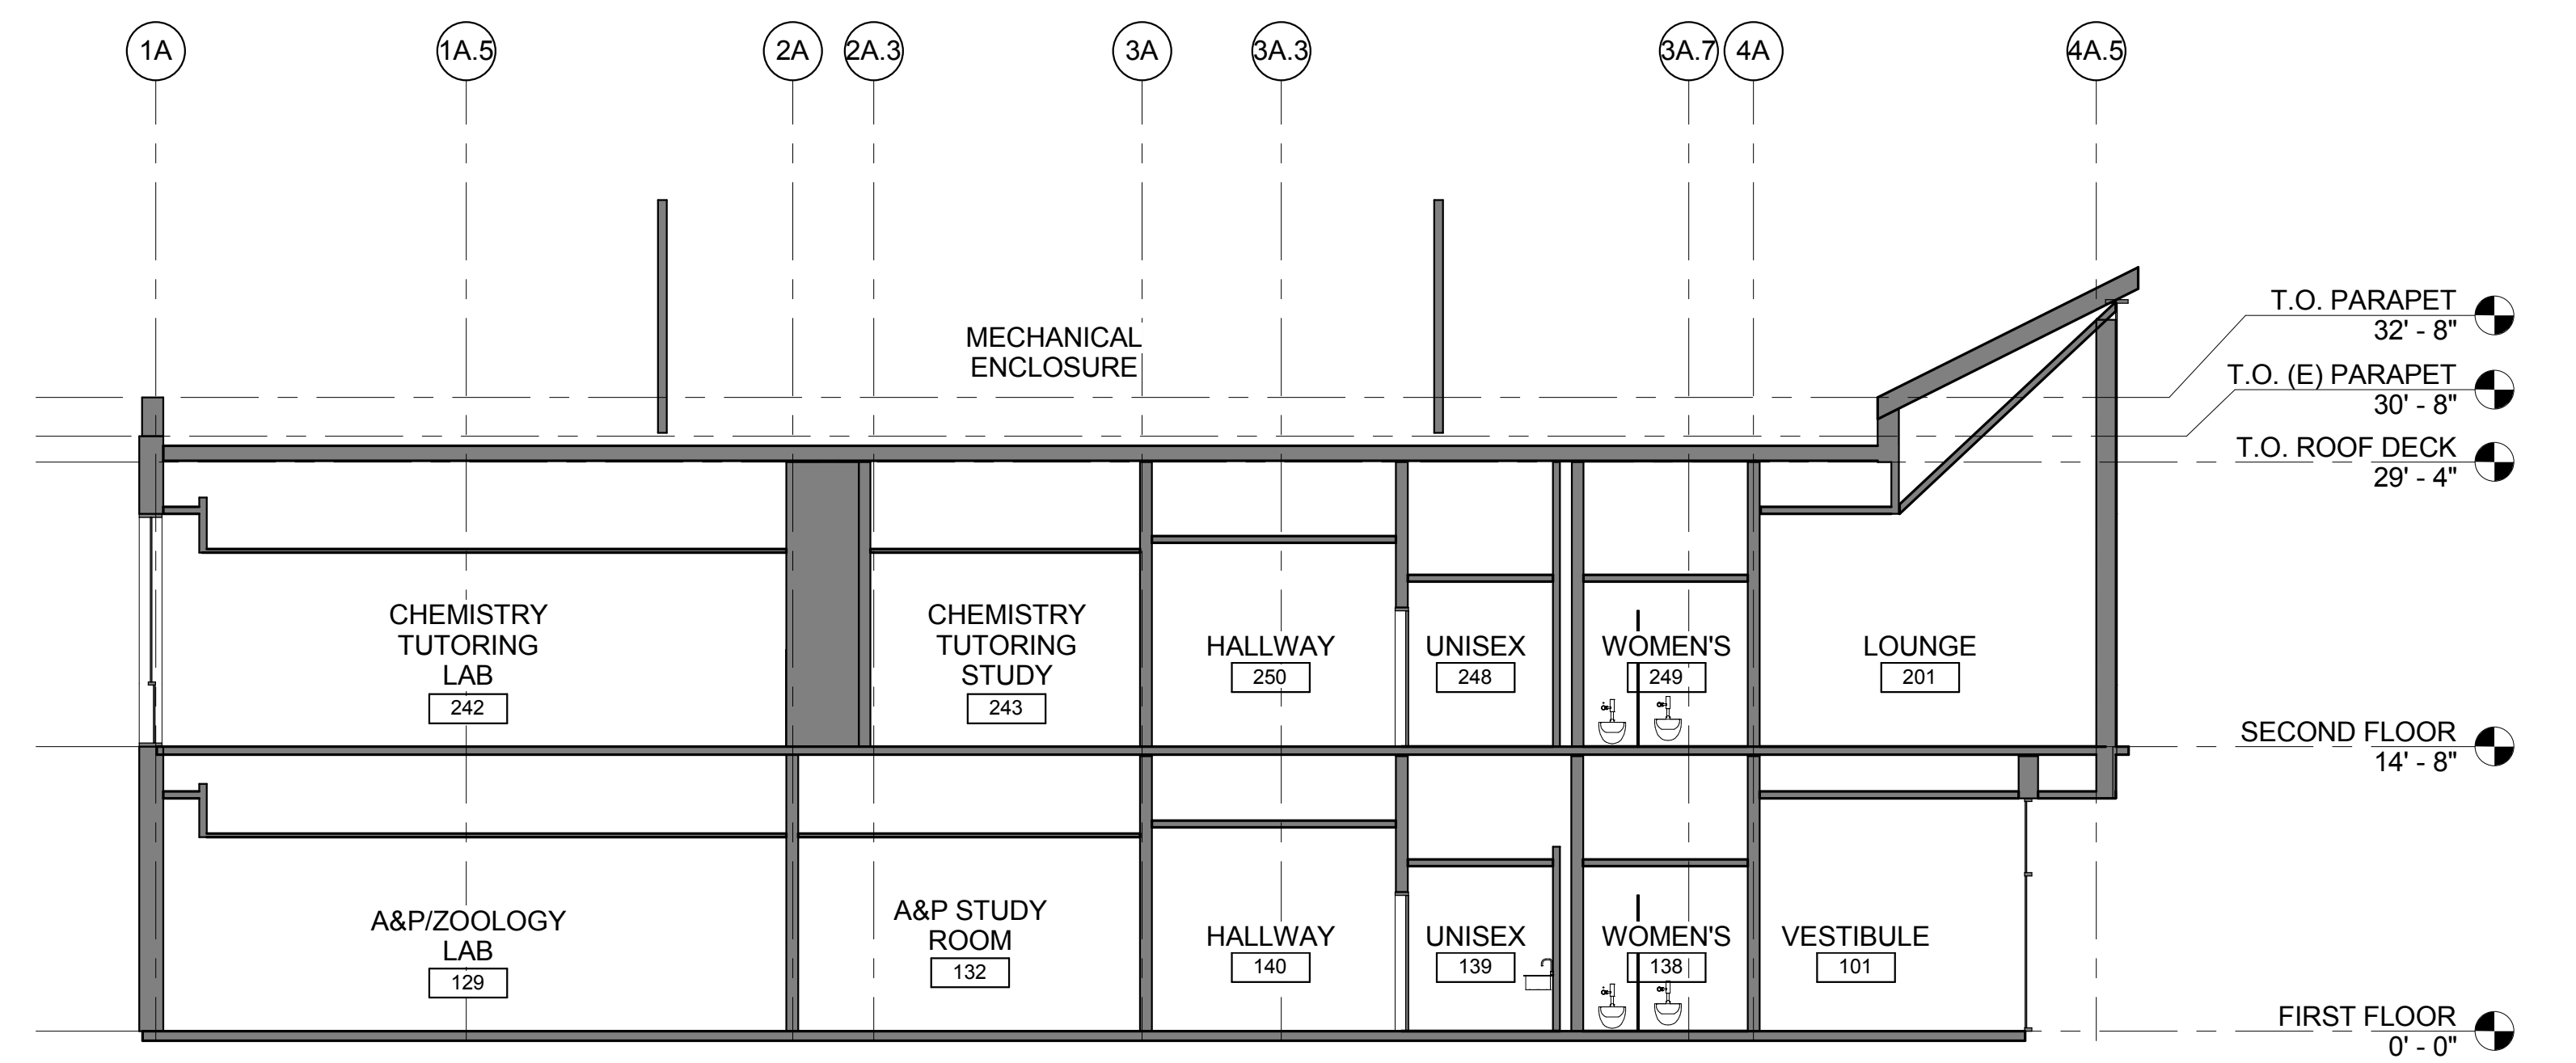 1A
1A.5
2A
2A.3
3A
3A.3
3A.7
4A
4A.5
MECHANICAL
ENCLOSURE
T.O. PARAPET
32' - 8"
T.O. (E) PARAPET
30' - 8"
T.O. ROOF DECK
29' - 4"
CHEMISTRY
TUTORING
LAB
242
CHEMISTRY
TUTORING
STUDY
243
HALLWAY
250
UNISEX
248
WOMEN'S
249
LOUNGE
201
SECOND FLOOR
14' - 8"
A&P/ZOOLOGY
LAB
129
A&P STUDY
ROOM
132
HALLWAY
140
UNISEX
139
WOMEN'S
138
VESTIBULE
101
FIRST FLOOR
0' - 0"